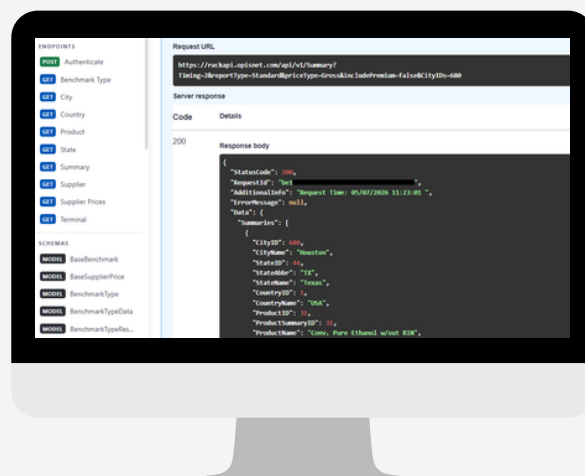 ENDPOINTS
POST Authenticate
GET Benchmark Type
GET City
GET Country
GET Product
GET State
GET Summary
GET Supplier
GET Supplier Prices
GET Terminal
SCHEMAS
MODEL BaseBenchmark
MODEL BaseSupplierPrice
MODEL BenchmarkType
MODEL BenchmarkTypeData
MODEL BenchmarkTypeRes...
Request URL
https://rackapi.opisnet.com/api/v1/Summary?
Timing=2&reportType=Standard&priceType=Gross&includePremium=false&CityIDs=680
Server response
Code Details
200
Response body
{
"StatusCode": 200,
"RequestId": "be1 ",
"AdditionalInfo": "Request Time: 05/07/2026 11:23:01 ",
"ErrorMessage": null,
"Data": {
"Summaries": [
{
"CityID": 680,
"CityName": "Houston",
"StateID": 44,
"StateAbbr": "TX",
"StateName": "Texas",
"CountryID": 1,
"CountryName": "USA",
"ProductID": 31,
"ProductSummaryID": 31,
"ProductName": "Conv. Pure Ethanol w/out RIN",